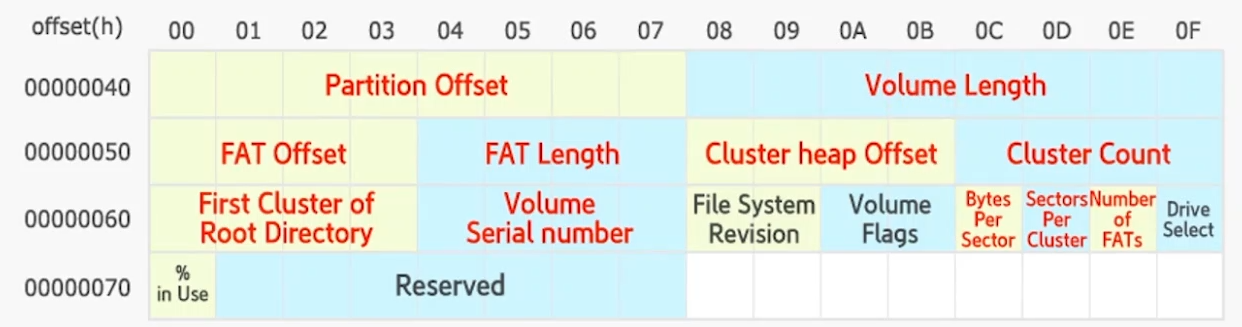 offset(h) 00 01 02 03 04 05 06 07 08 09 0A 0B 0C 0D 0E 0F
00000040 Partition Offset Volume Length
00000050 FAT Offset FAT Length Cluster heap Offset Cluster Count
00000060
First Cluster of
Root Directory
Volume
Serial number
File System
Revision
Volume
Flags
Bytes
Per
Sector
Sectors
Per
Cluster
Number
of
FATs
Drive
Select
00000070
%
in Use
Reserved